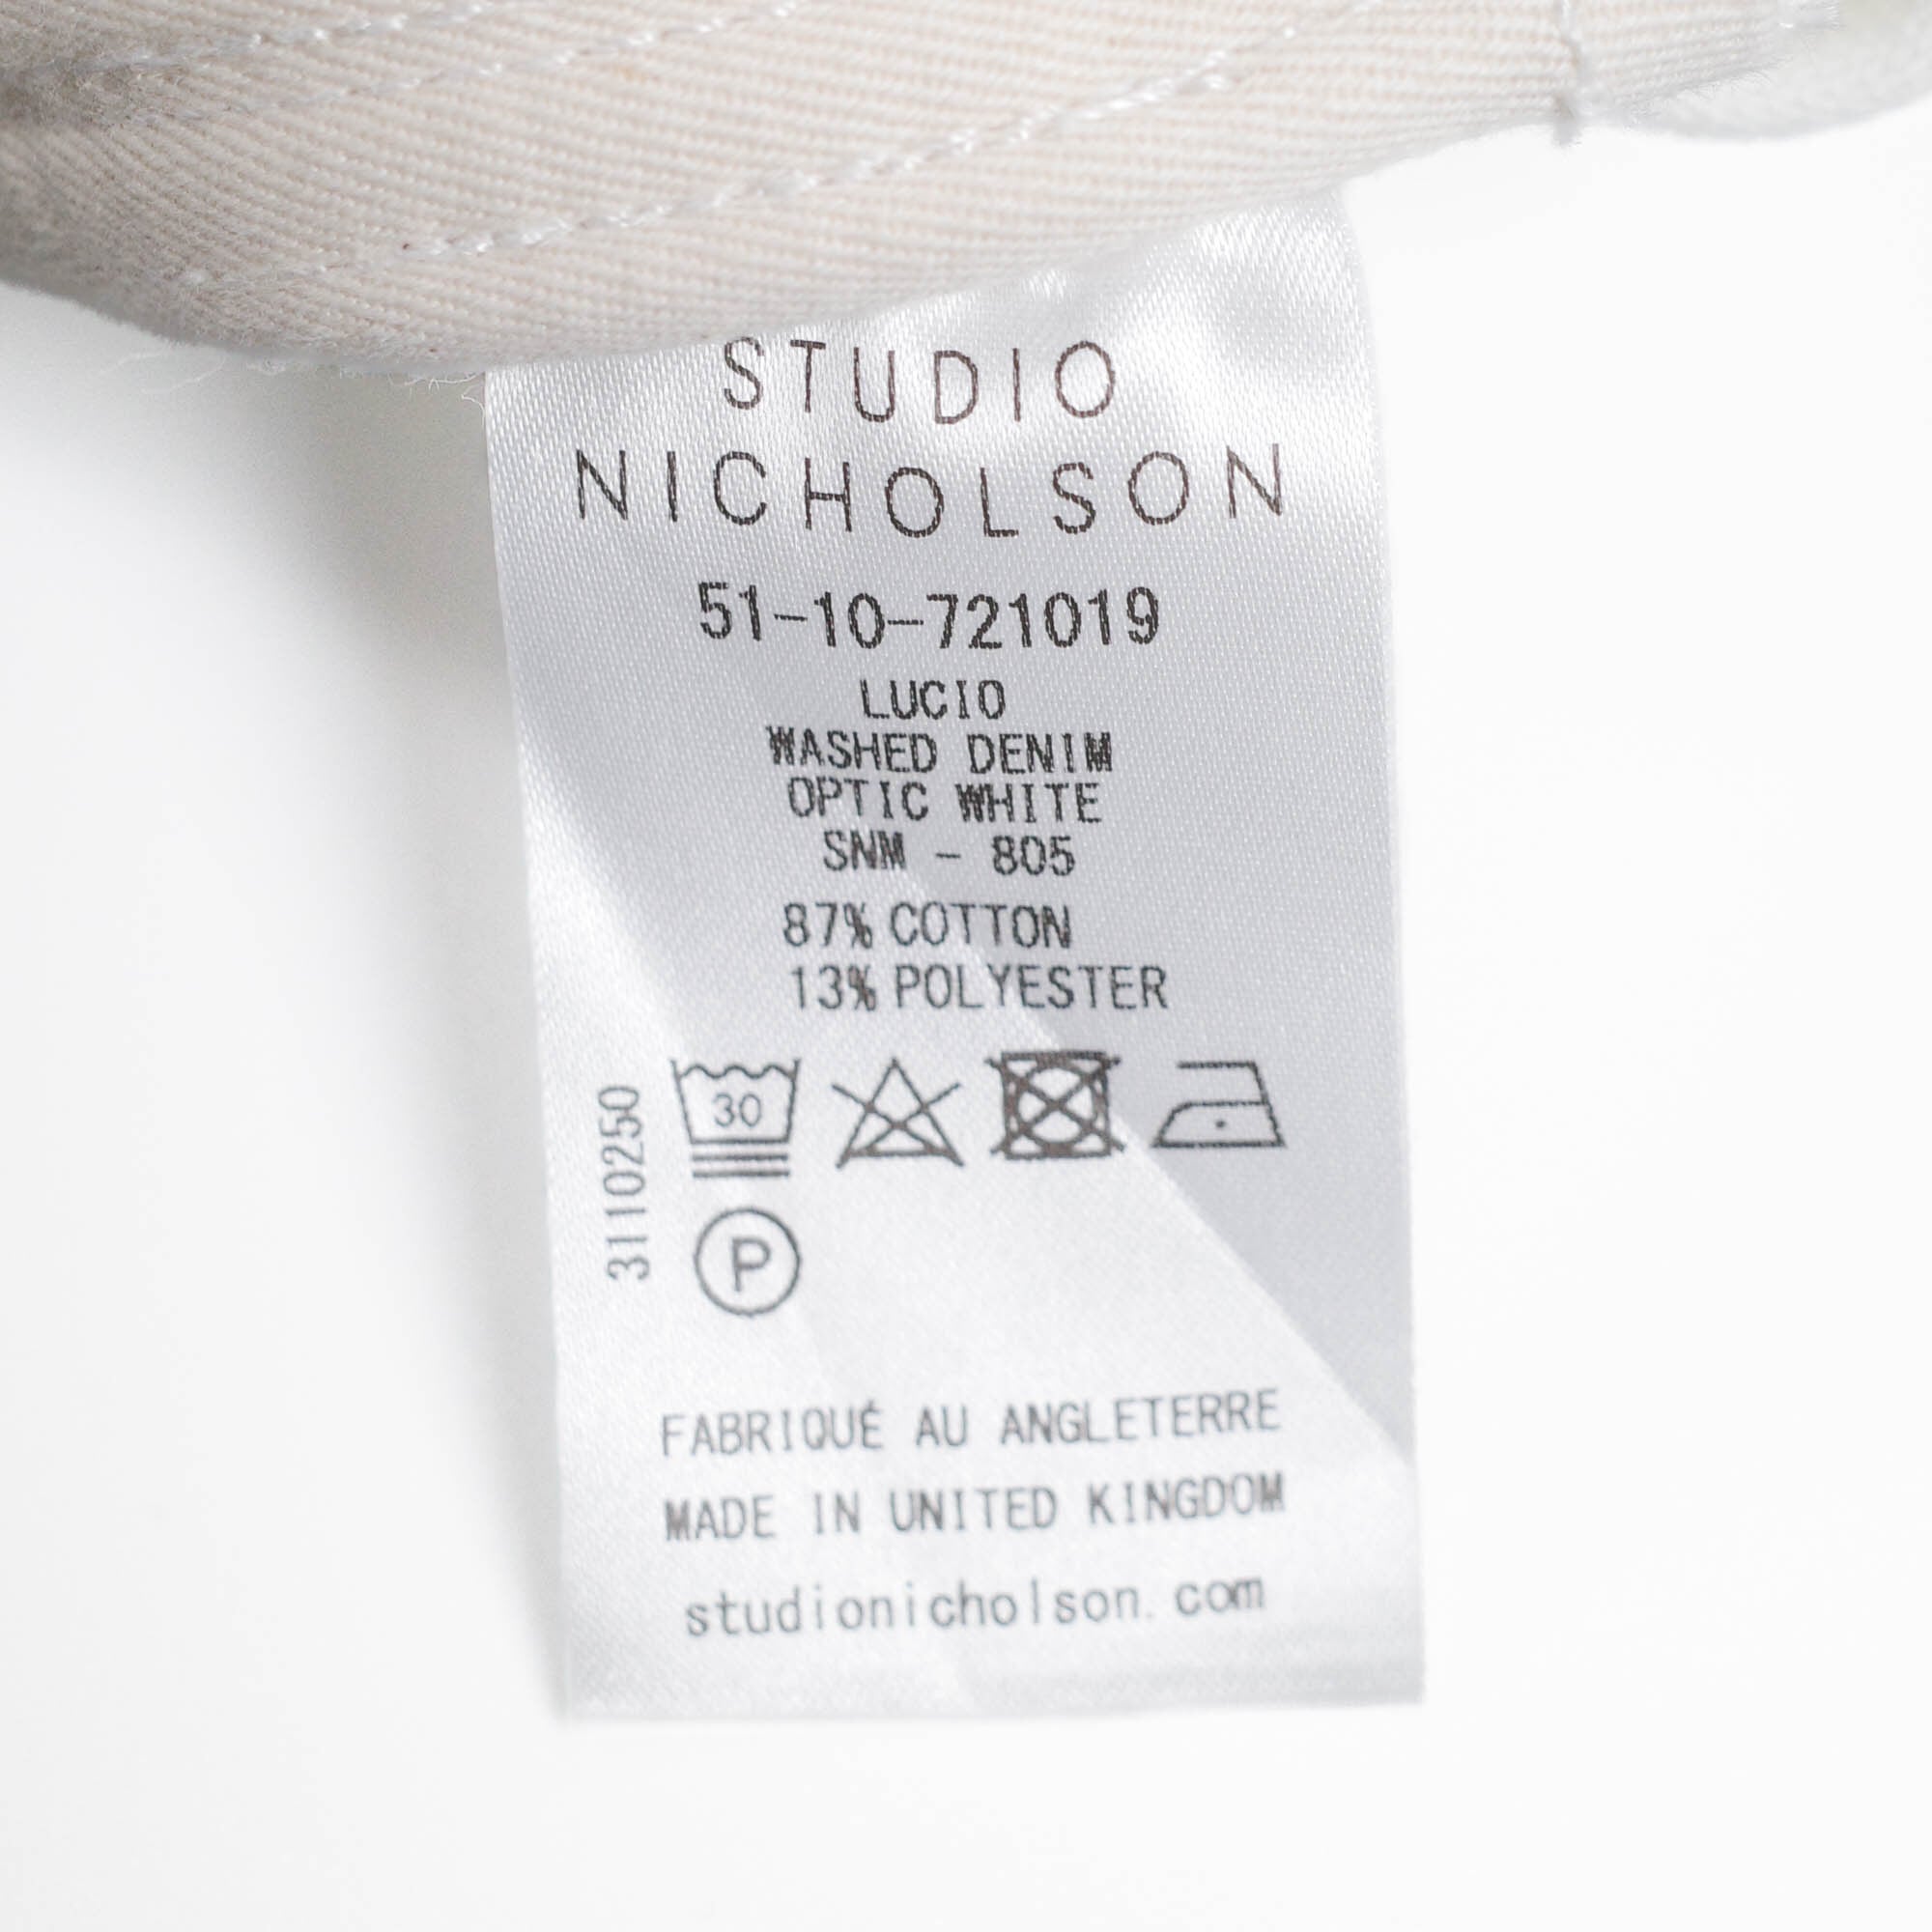 STUDIO
NICHOLSON
51-10-721019
LUCIO
WASHED DENIM
OPTIC WHITE
SNM - 805
87% COTTON
13% POLYESTER
30
3110250
P
FABRIQUÉ AU ANGLETERRE
MADE IN UNITED KINGDOM
studionicholson.com